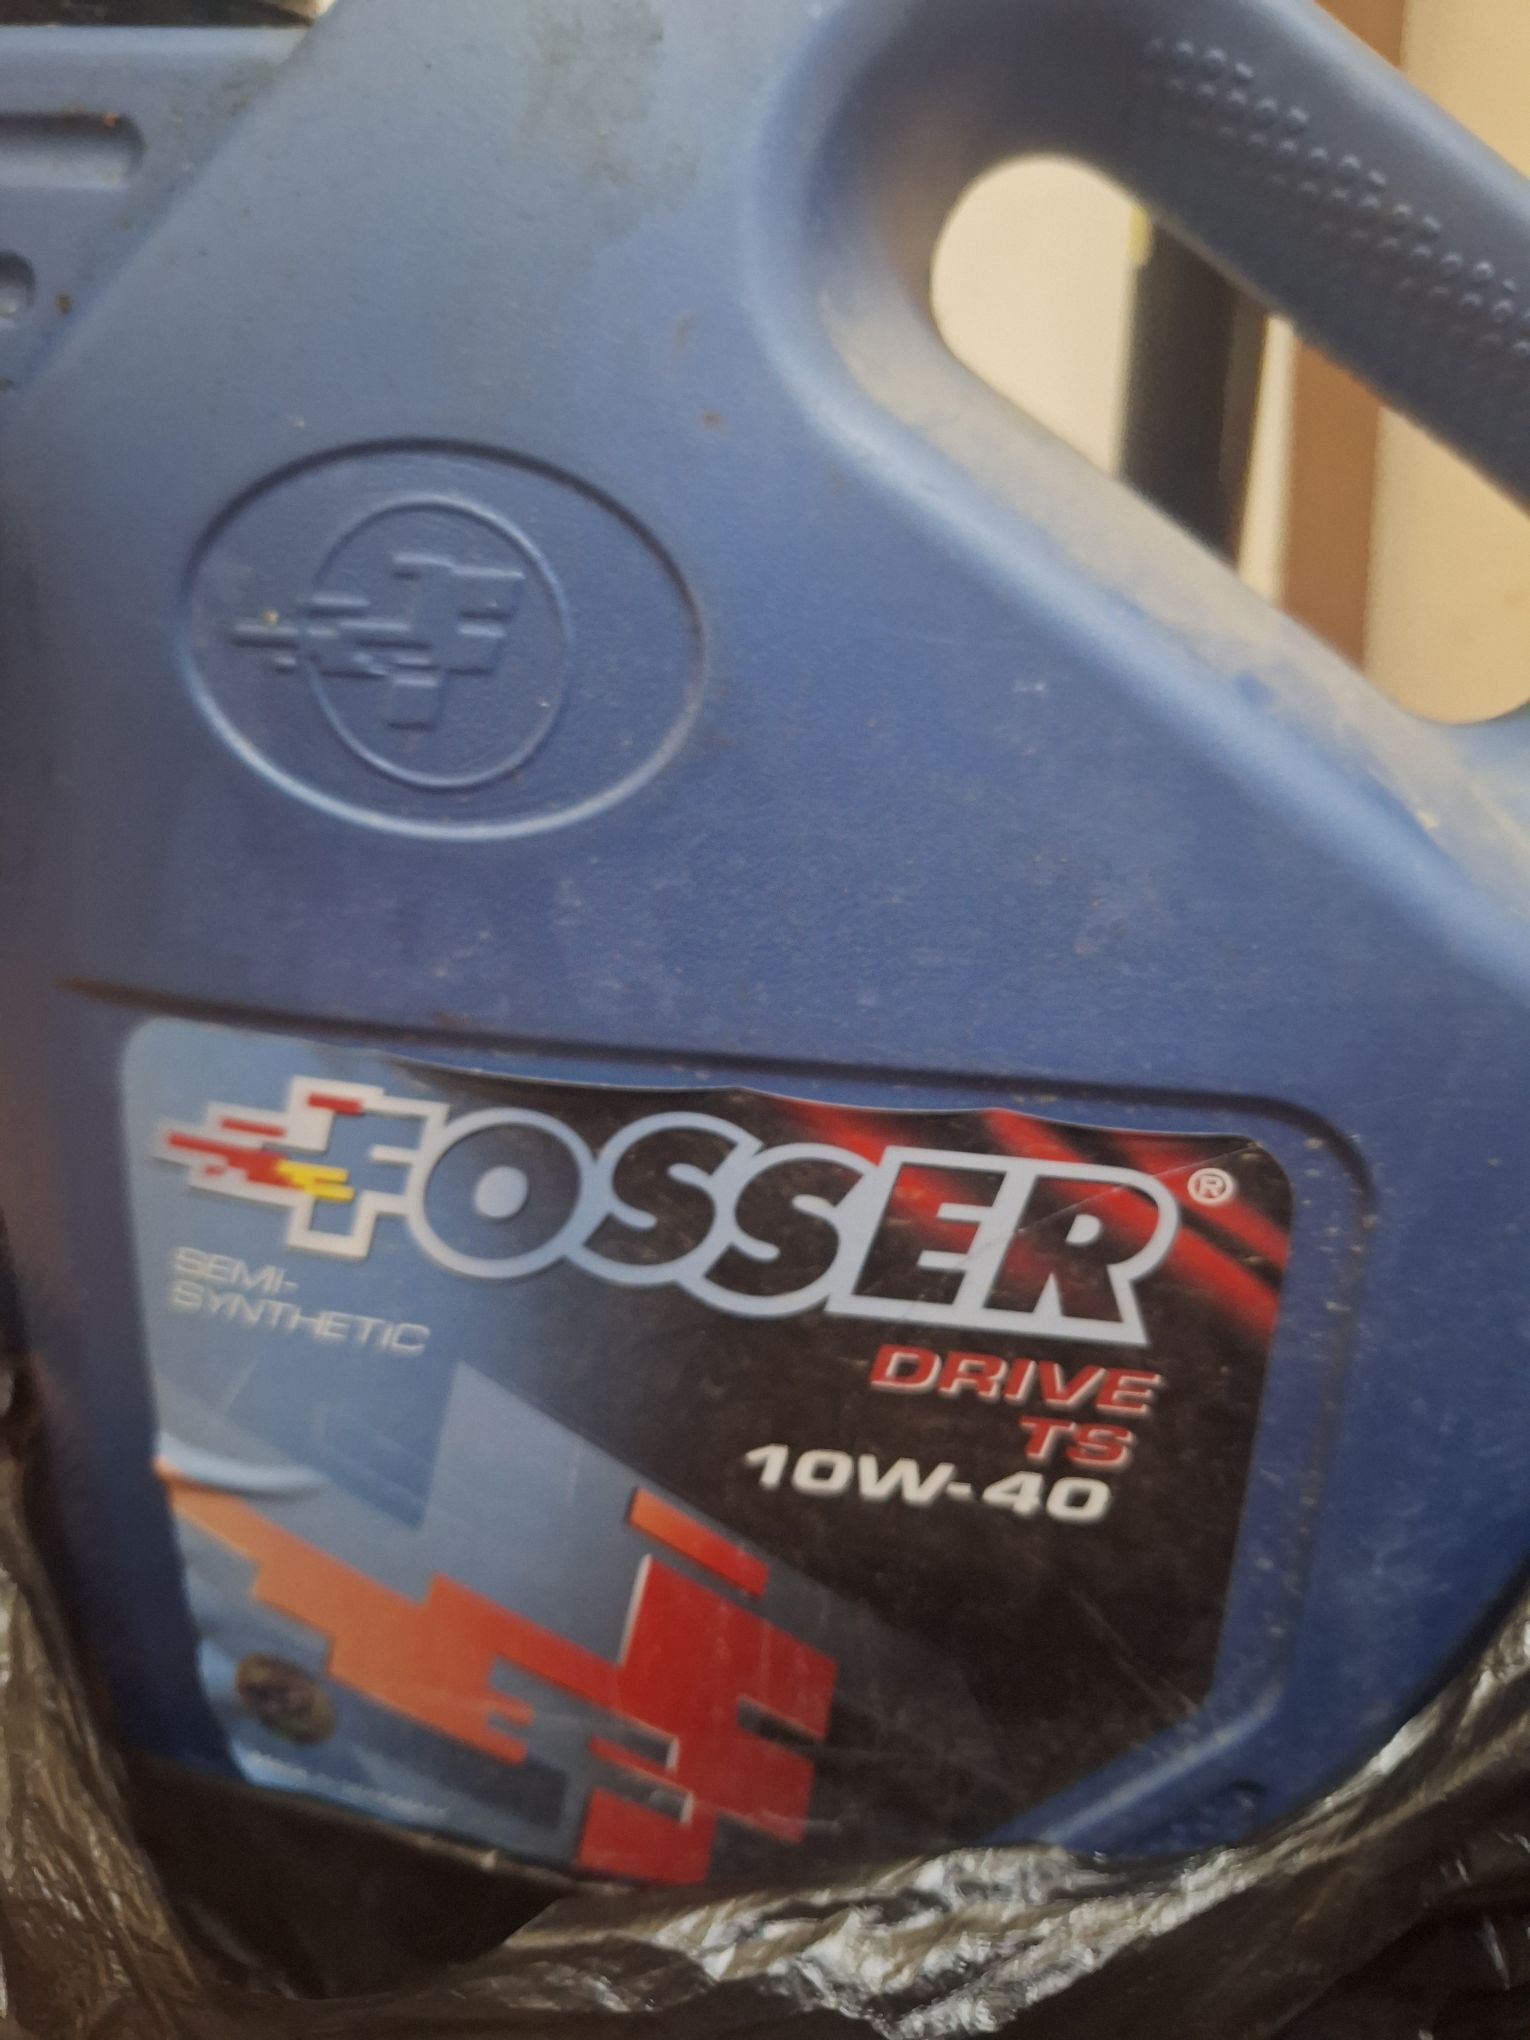 FOSSER®
SEMI-
SYNTHETIC
DRIVE
TS
10W-40